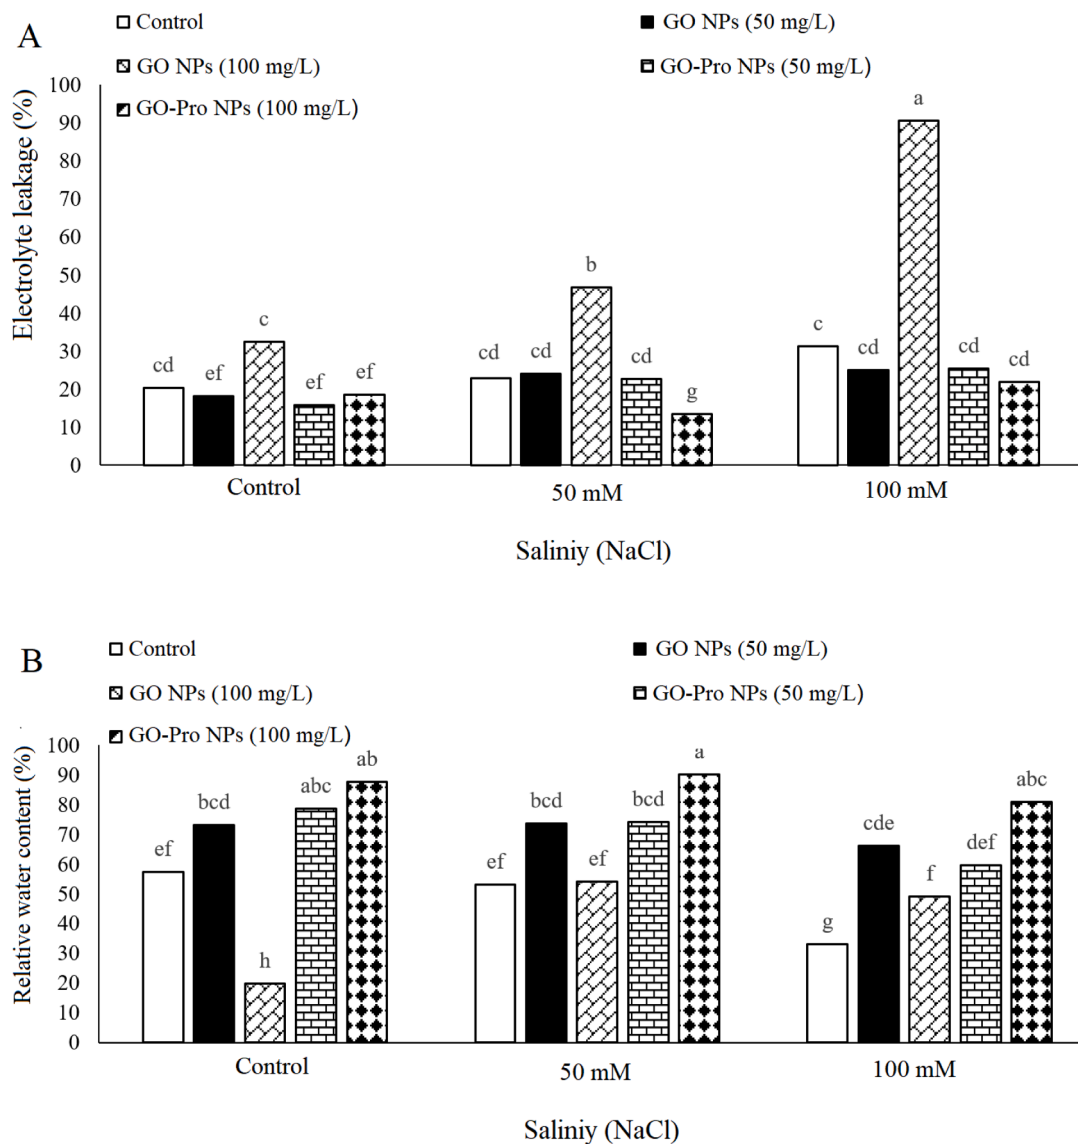 A
Control
GO NPs (50 mg/L)
GO NPs (100 mg/L)
GO-Pro NPs (50 mg/L)
GO-Pro NPs (100 mg/L)
Electrolyte leakage (%)
100
90
80
70
60
50
40
30
20
10
0
cd ef c ef ef
cd cd b cd g
c cd a cd cd
Control 50 mM 100 mM
Saliniy (NaCl)
B
Control
GO NPs (50 mg/L)
GO NPs (100 mg/L)
GO-Pro NPs (50 mg/L)
GO-Pro NPs (100 mg/L)
Relative water content (%)
100
90
80
70
60
50
40
30
20
10
0
ef bcd h abc ab
ef bcd ef bcd a
g cde f def abc
Control 50 mM 100 mM
Saliniy (NaCl)